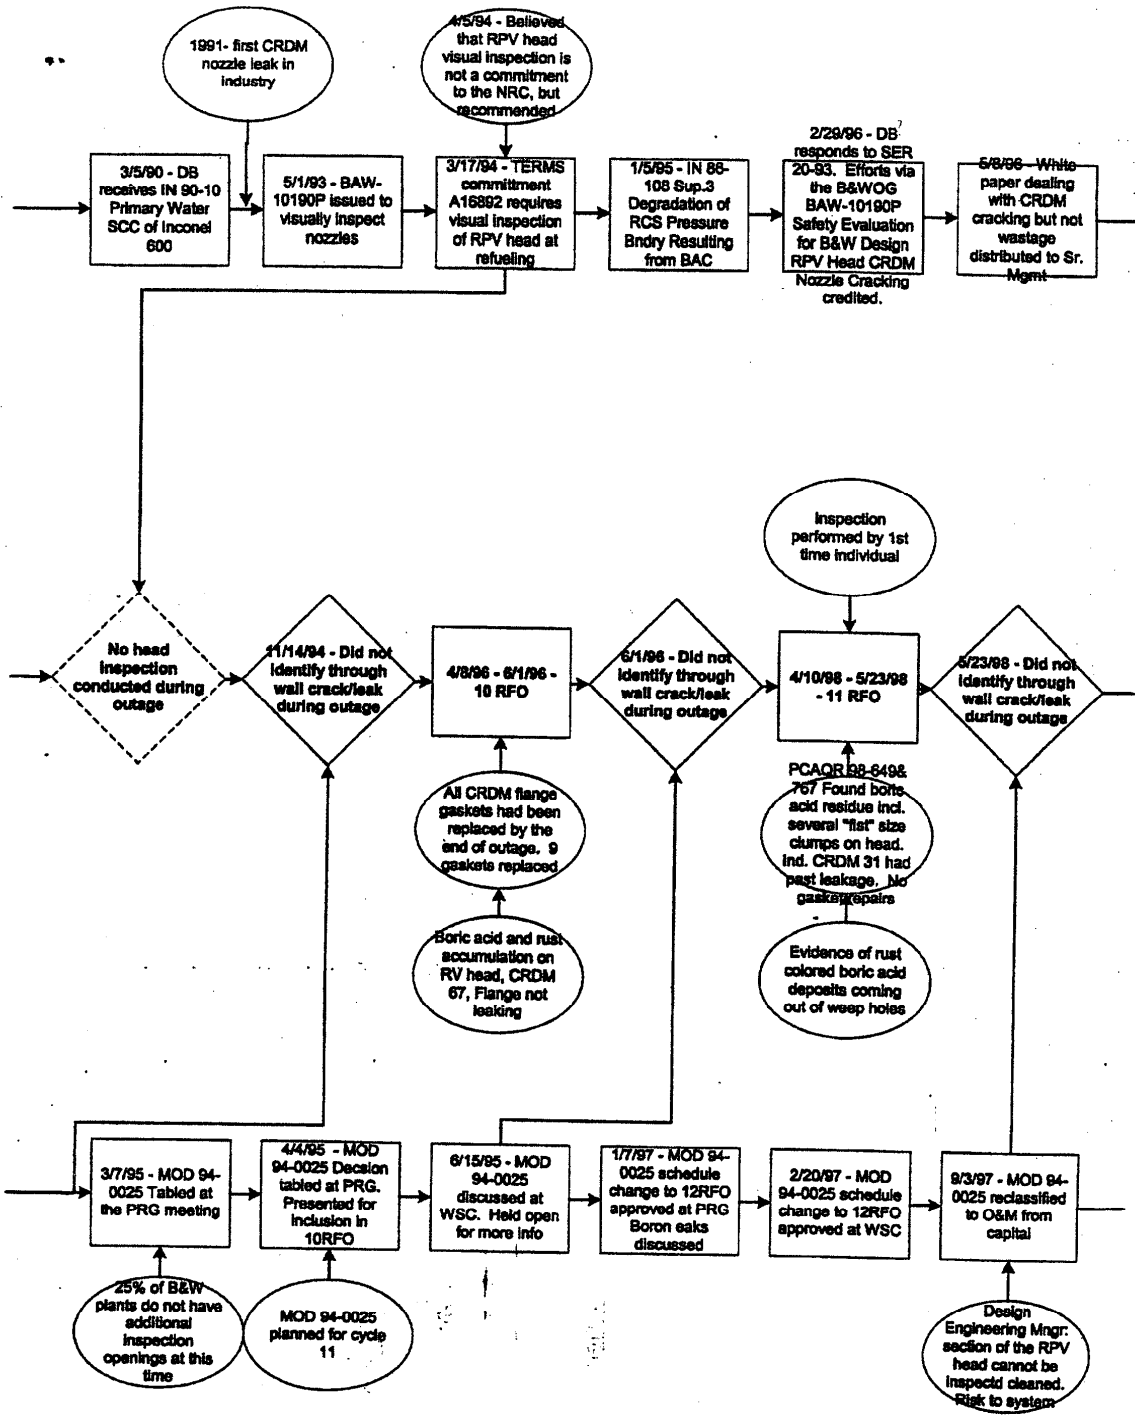 1991- first CRDM
nozzle leak in
industry
4/5/94 - Believed
that RPV head
visual inspection is
not a commitment
to the NRC, but
recommended
3/5/90 - DB
receives IN 90-10
Primary Water
SCC of Inconel
600
5/1/93 - BAW-
10190P issued to
visually inspect
nozzles
3/17/94 - TERMS
committment
A16892 requires
visual inspection
of RPV head at
refueling
1/5/95 - IN 86-
108 Sup.3
Degradation of
RCS Pressure
Bndry Resulting
from BAC
2/29/96 - DB
responds to SER
20-93. Efforts via
the B&WOG
BAW-10190P
Safety Evaluation
for B&W Design
RPV Head CRDM
Nozzle Cracking
credited.
5/8/96 - White
paper dealing
with CRDM
cracking but not
wastage
distributed to Sr.
Mgmt
Inspection
performed by 1st
time individual
No head
inspection
conducted during
outage
11/14/94 - Did not
identify through
wall crack/leak
during outage
4/8/96 - 6/1/96 -
10 RFO
6/1/96 - Did not
identify through
wall crack/leak
during outage
4/10/98 - 5/23/98
- 11 RFO
5/23/98 - Did not
identify through
wall crack/leak
during outage
All CRDM flange
gaskets had been
replaced by the
end of outage. 9
gaskets replaced
Boric acid and rust
accumulation on
RV head, CRDM
67, Flange not
leaking
PCAQR 98-649&
767 Found boric
acid residue incl.
several "fist" size
clumps on head.
ind. CRDM 31 had
past leakage. No
gasket repairs
Evidence of rust
colored boric acid
deposits coming
out of weep holes
3/7/95 - MOD 94-
0025 Tabled at
the PRG meeting
4/4/95 - MOD
94-0025 Decsion
tabled at PRG.
Presented for
inclusion in
10RFO
6/15/95 - MOD
94-0025
discussed at
WSC. Held open
for more info
1/7/97 - MOD 94-
0025 schedule
change to 12RFO
approved at PRG
Boron eaks
discussed
2/20/97 - MOD
94-0025 schedule
change to 12RFO
approved at WSC
9/3/97 - MOD 94-
0025 reclassified
to O&M from
capital
25% of B&W
plants do not have
additional
inspection
openings at this
time
MOD 94-0025
planned for cycle
11
Design
Engineering Mngr:
section of the RPV
head cannot be
inspectd cleaned.
Risk to system